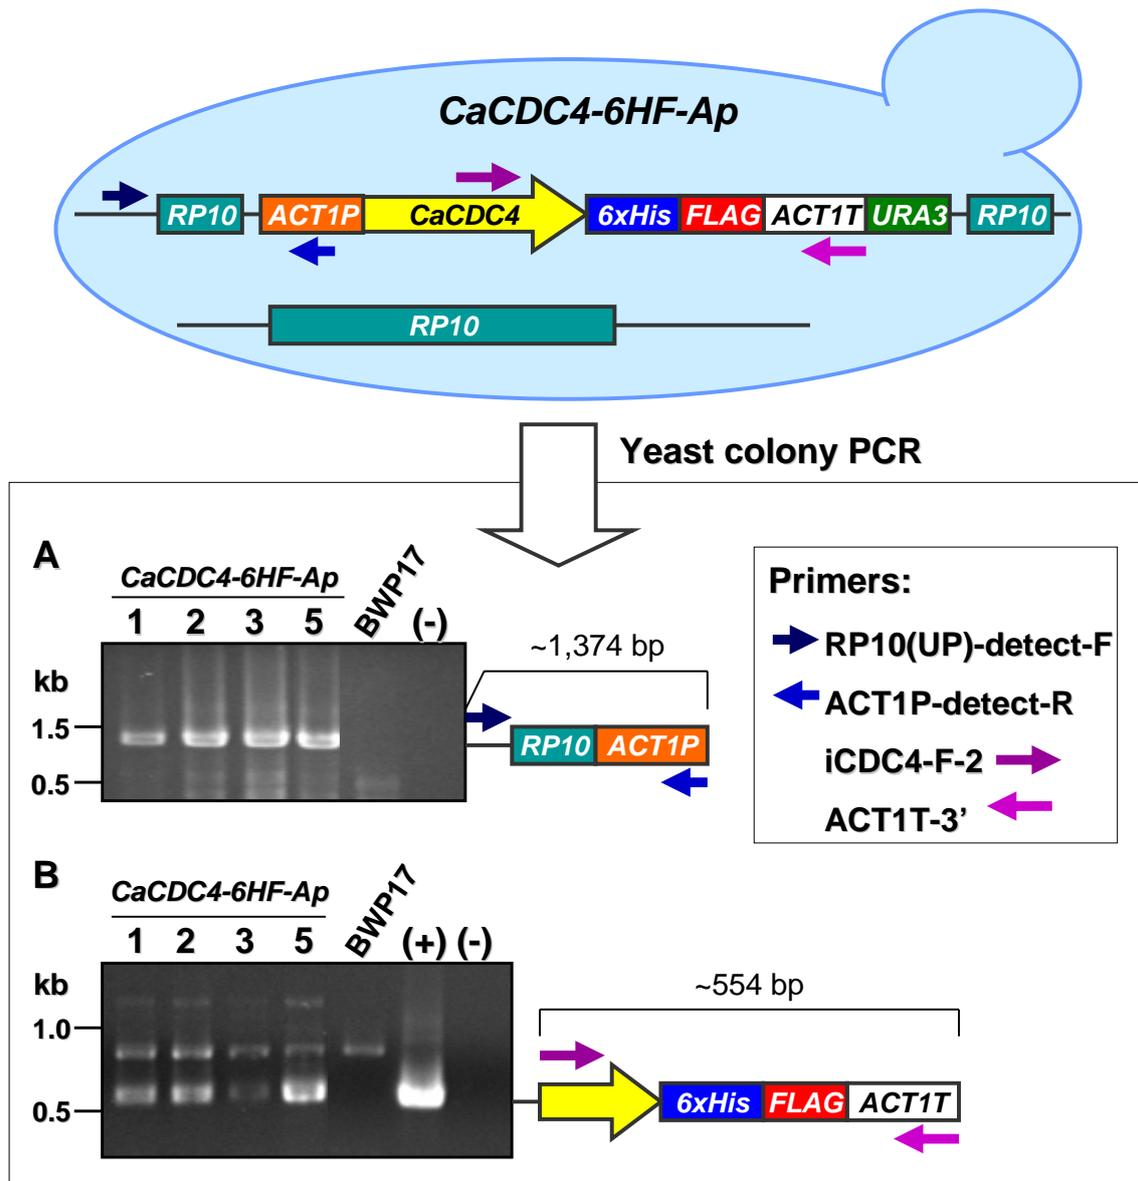 CaCDC4-6HF-Ap
RP10 ACT1P CaCDC4 6xHis FLAG ACT1T URA3 RP10
RP10
Yeast colony PCR
A
CaCDC4-6HF-Ap BWP17
1 2 3 5 (-)
kb
1.5
0.5
~1,374 bp
RP10 ACT1P
Primers:
RP10(UP)-detect-F
ACT1P-detect-R
iCDC4-F-2
ACT1T-3’
B
CaCDC4-6HF-Ap BWP17
1 2 3 5 (+) (-)
kb
1.0
0.5
~554 bp
6xHis FLAG ACT1T